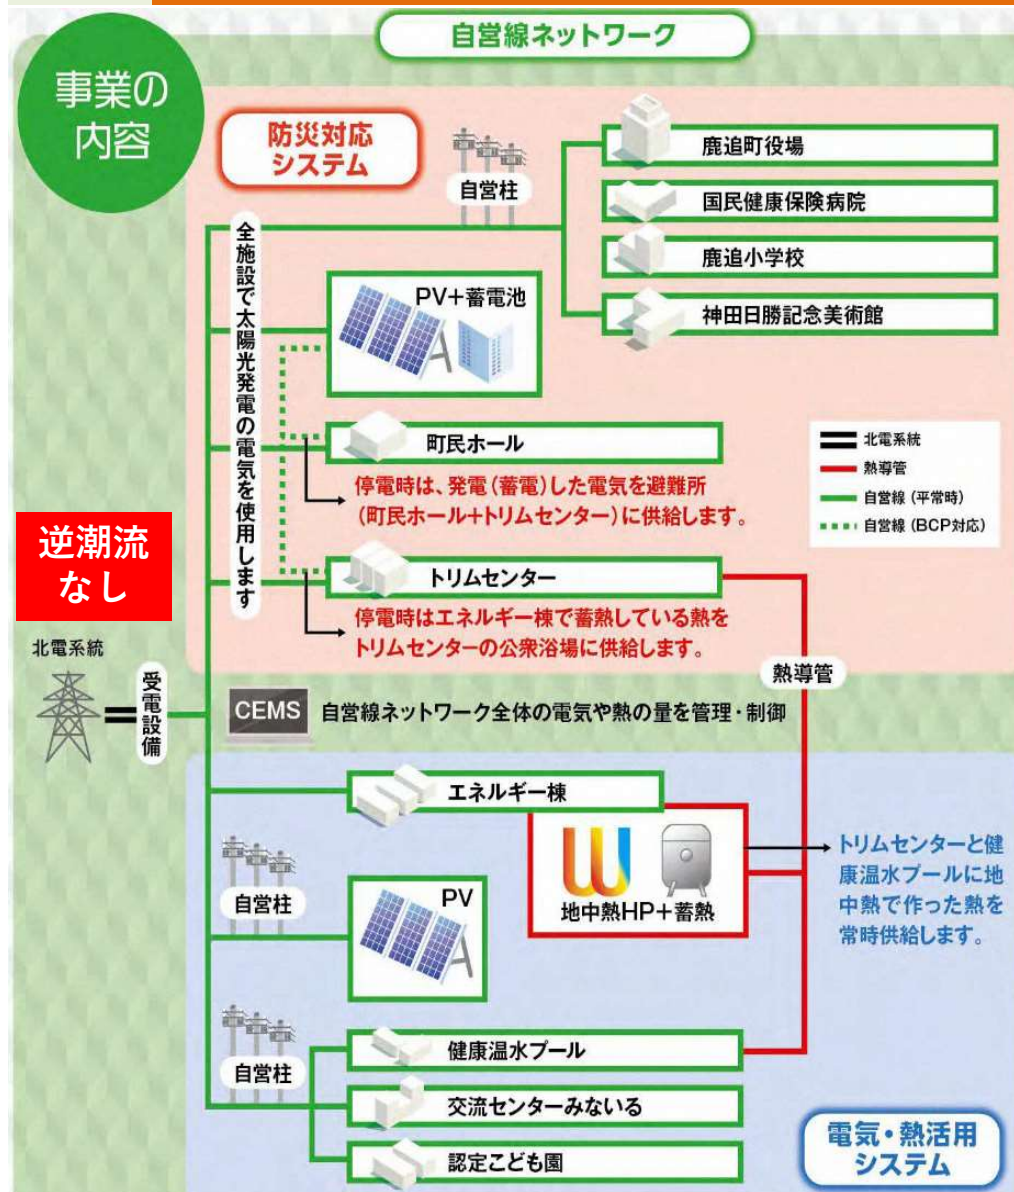 自営線ネットワーク
事業の
内容
防災対応
システム
自営柱
鹿追町役場
国民健康保険病院
鹿追小学校
神田日勝記念美術館
全施設で太陽光発電の電気を使用します
PV+蓄電池
町民ホール
停電時は、発電(蓄電)した電気を避難所
(町民ホール+トリムセンター)に供給します。
北電系統
熱導管
自営線(平常時)
自営線(BCP対応)
逆潮流
なし
トリムセンター
停電時はエネルギー棟で蓄熱している熱を
トリムセンターの公衆浴場に供給します。
熱導管
北電系統
受電設備
CEMS
自営線ネットワーク全体の電気や熱の量を管理・制御
エネルギー棟
地中熱HP+蓄熱
トリムセンターと健
康温水プールに地
中熱で作った熱を
常時供給します。
自営柱
PV
自営柱
健康温水プール
交流センターみないる
認定こども園
電気・熱活用
システム